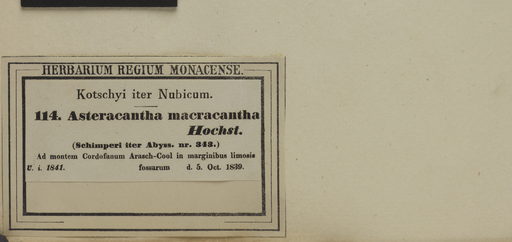 HERBARIUM REGIUM MONACENSE.
Kotschyi iter Nubicum.
114. Asteracantha macracantha
Hochst.
(Schimperi iter Abyss. nr. 343.)
Ad montem Cordofanum Arasch-Cool in marginibus limosis
U. i. 1841. fossarum d. 5. Oct. 1839.